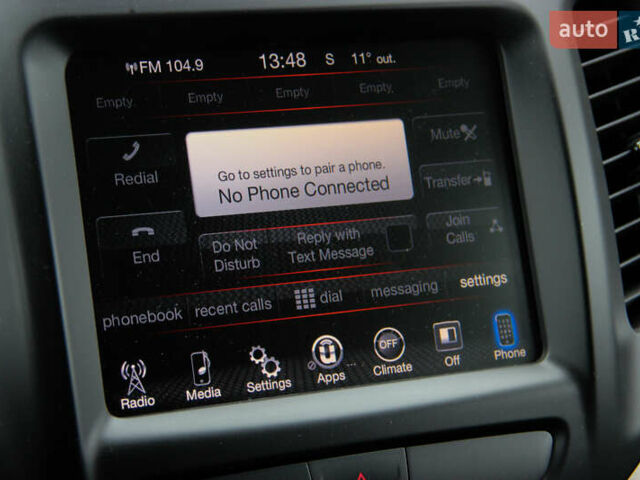 auto
FM 104.9 13:48 S 11° out.
Empty Empty Empty Empty Empty
Redial
Go to settings to pair a phone.
No Phone Connected
Mute
Transfer
End
Do Not
Disturb
Reply with
Text Message
Join
Calls
phonebook recent calls dial messaging settings
Radio Media Settings Apps OFF Climate Off Phone